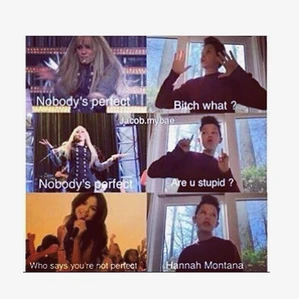 Nobody's perfect
Bitch what ?
Jacob.mybae
Nobody's perfect
Are u stupid ?
Who says you're not perfect
Hannah Montana